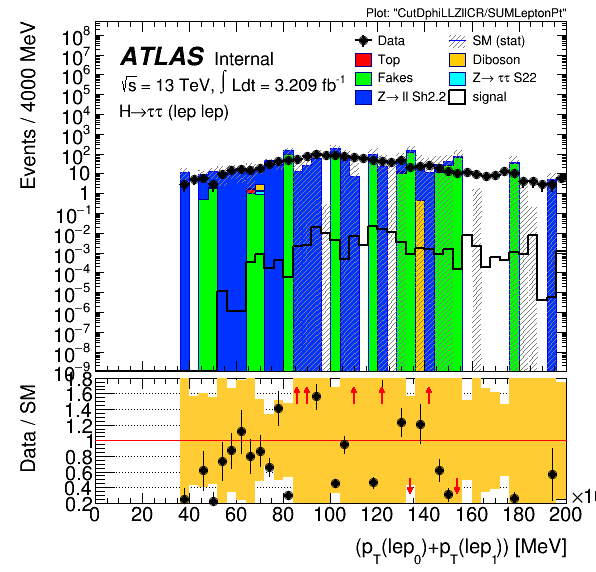 Plot: "CutDphiLLZllCR/SUMLeptonPt"
ATLAS Internal
√s = 13 TeV, ∫ Ldt = 3.209 fb⁻¹
H→ττ (lep lep)
Data
SM (stat)
Top
Diboson
Fakes
Z→ ττ S22
Z→ ll Sh2.2
signal
Events / 4000 MeV
10⁸
10⁷
10⁶
10⁵
10⁴
10³
10²
10
1
10⁻¹
10⁻²
10⁻³
10⁻⁴
10⁻⁵
10⁻⁶
10⁻⁷
10⁻⁸
10⁻⁹
Data / SM
1.8
1.6
1.4
1.2
1
0.8
0.6
0.4
0.2
0 20 40 60 80 100 120 140 160 180 200
(p_T(lep₀)+p_T(lep₁)) [MeV]